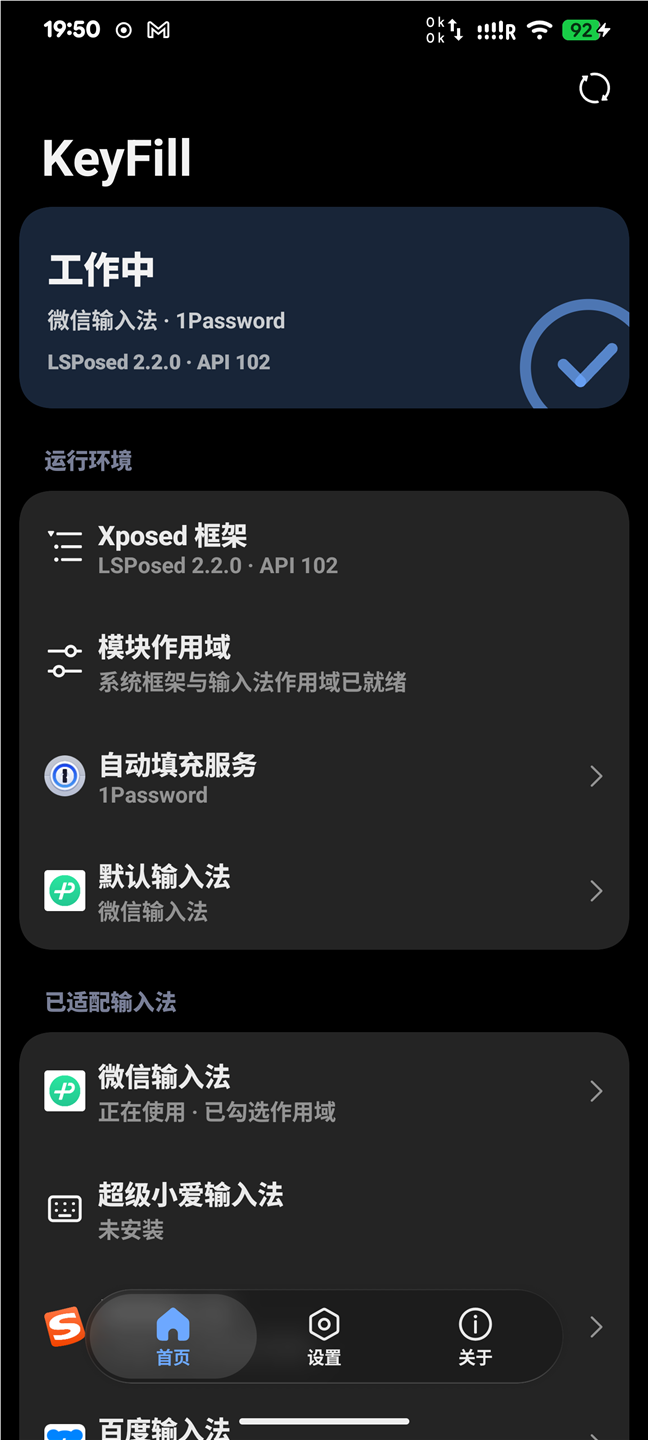 19:50
0k
0k
R
92
KeyFill
工作中
微信输入法 · 1Password
LSPosed 2.2.0 · API 102
运行环境
Xposed 框架
LSPosed 2.2.0 · API 102
模块作用域
系统框架与输入法作用域已就绪
自动填充服务
1Password
默认输入法
微信输入法
已适配输入法
微信输入法
正在使用 · 已勾选作用域
超级小爱输入法
未安装
首页
设置
关于
百度输入法